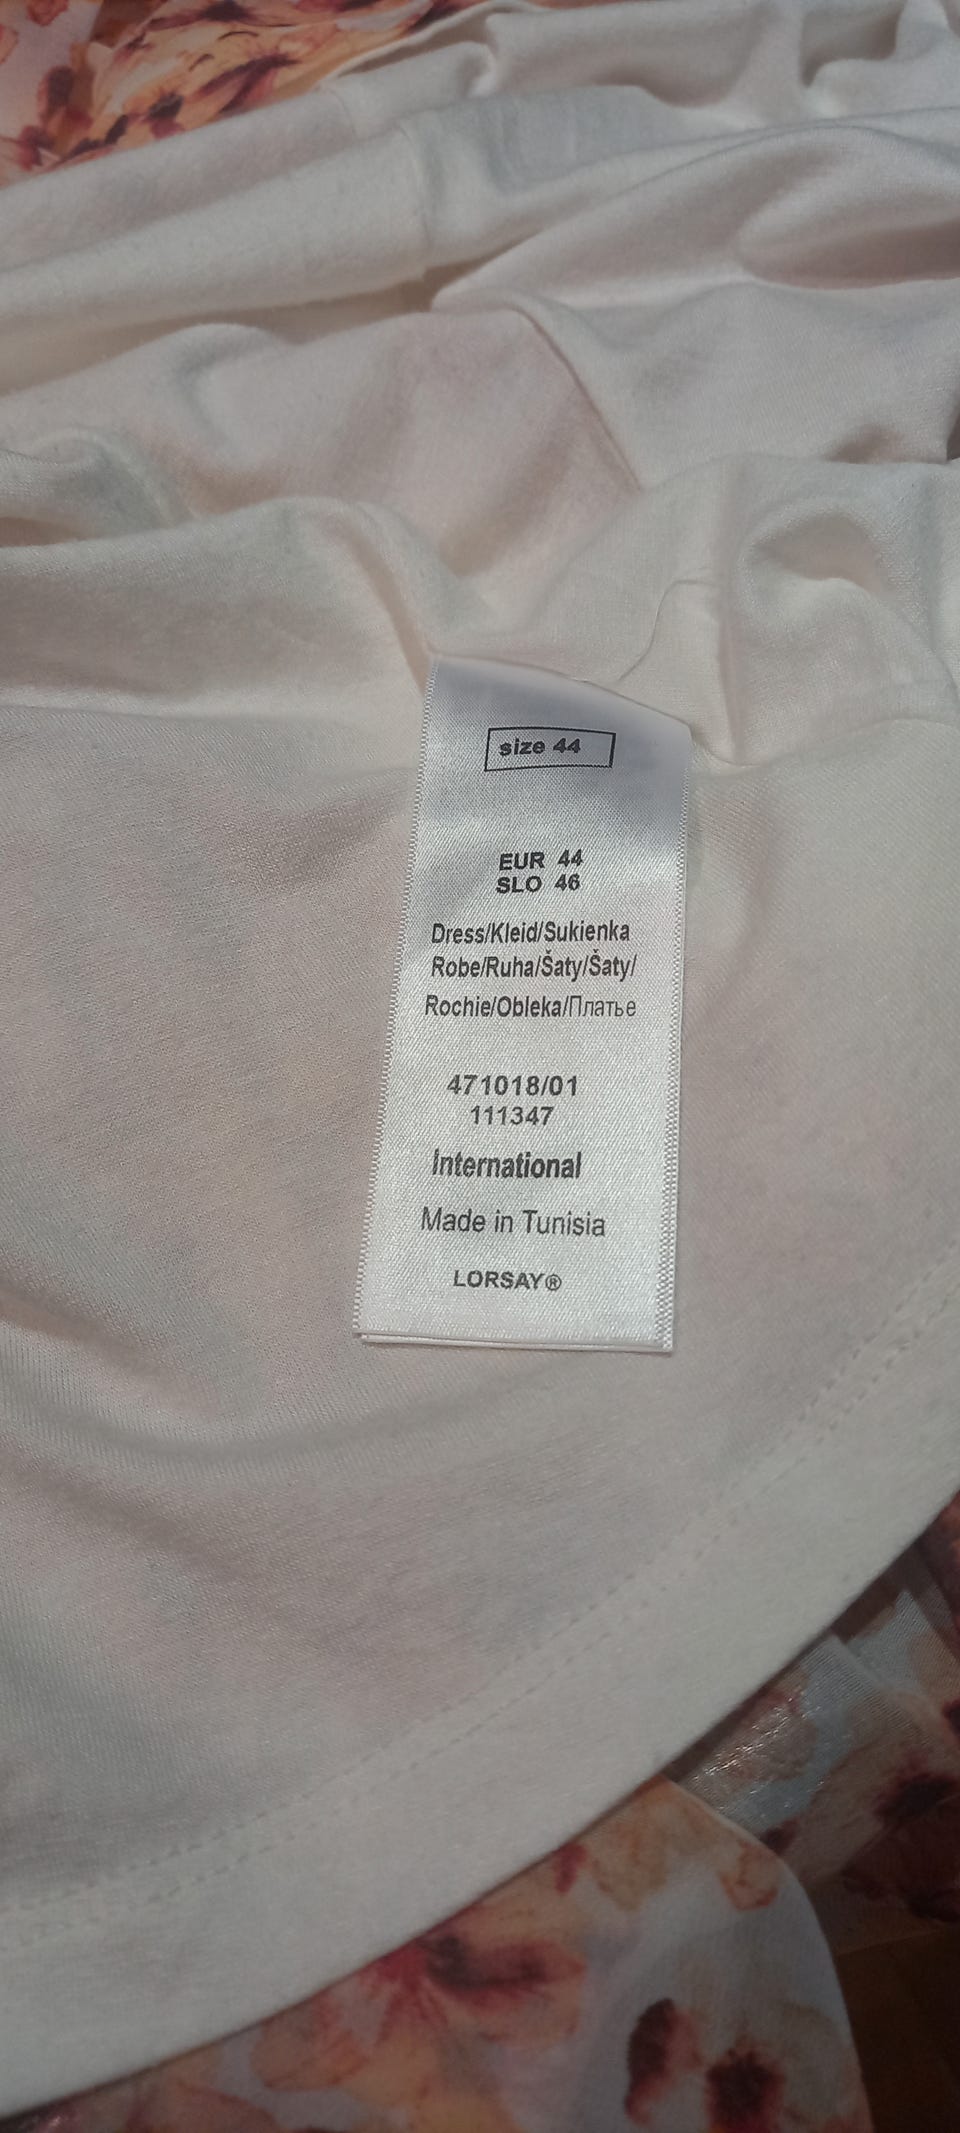 size 44
EUR 44
SLO 46
Dress/Kleid/Sukienka
Robe/Ruha/Šaty/Šaty/
Rochie/Obleka/Платье
471018/01
111347
International
Made in Tunisia
LORSAY®